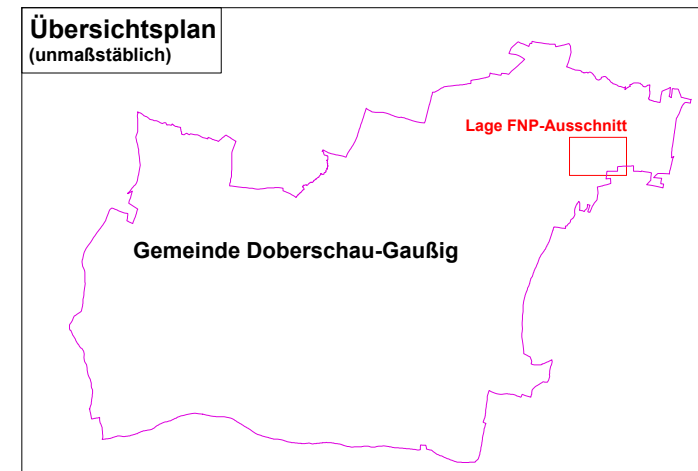 Übersichtsplan
(unmaßstäblich)
Lage FNP-Ausschnitt
Gemeinde Doberschau-Gaußig